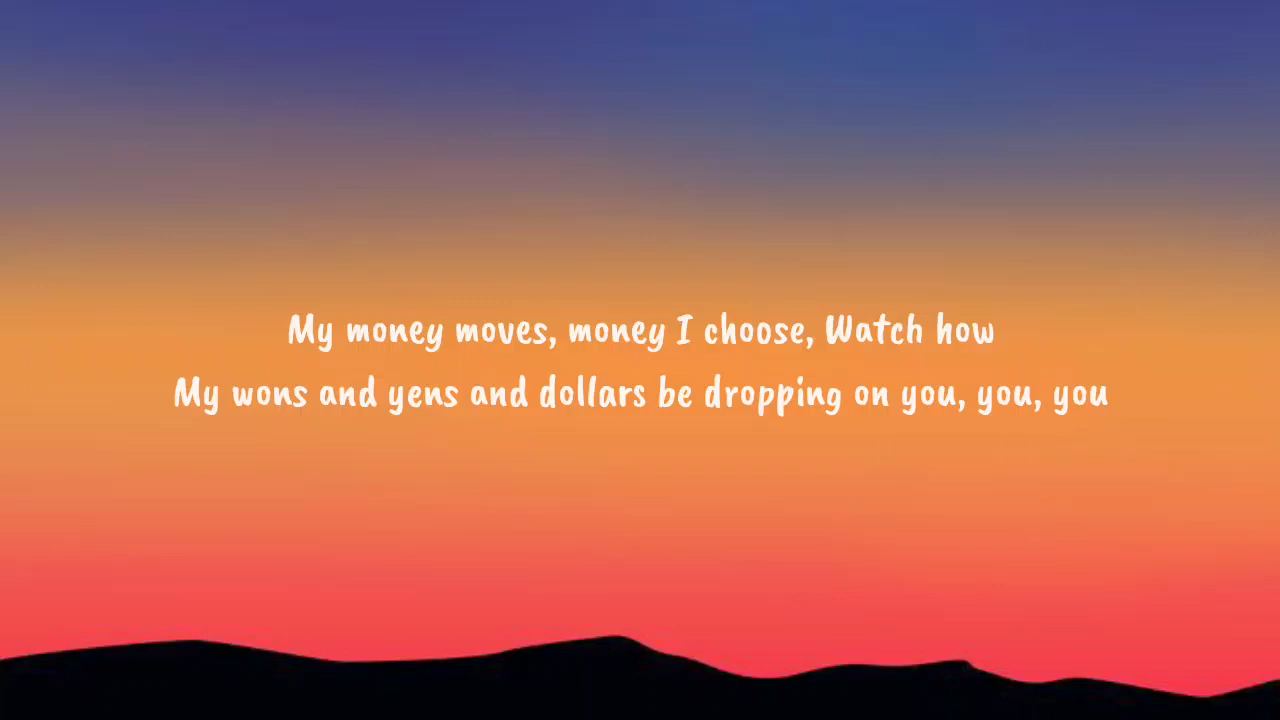 My money moves, money I choose, Watch how
My wons and yens and dollars be dropping on you, you, you